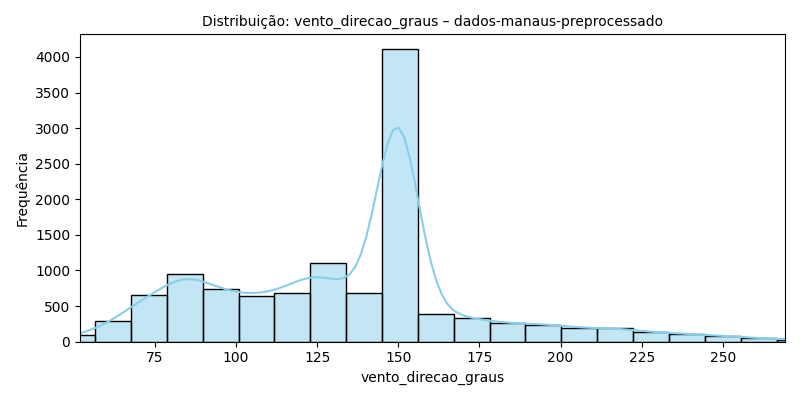 Distribuição: vento_direcao_graus – dados-manaus-preprocessado
Frequência
4000
3500
3000
2500
2000
1500
1000
500
0
75 100 125 150 175 200 225 250
vento_direcao_graus